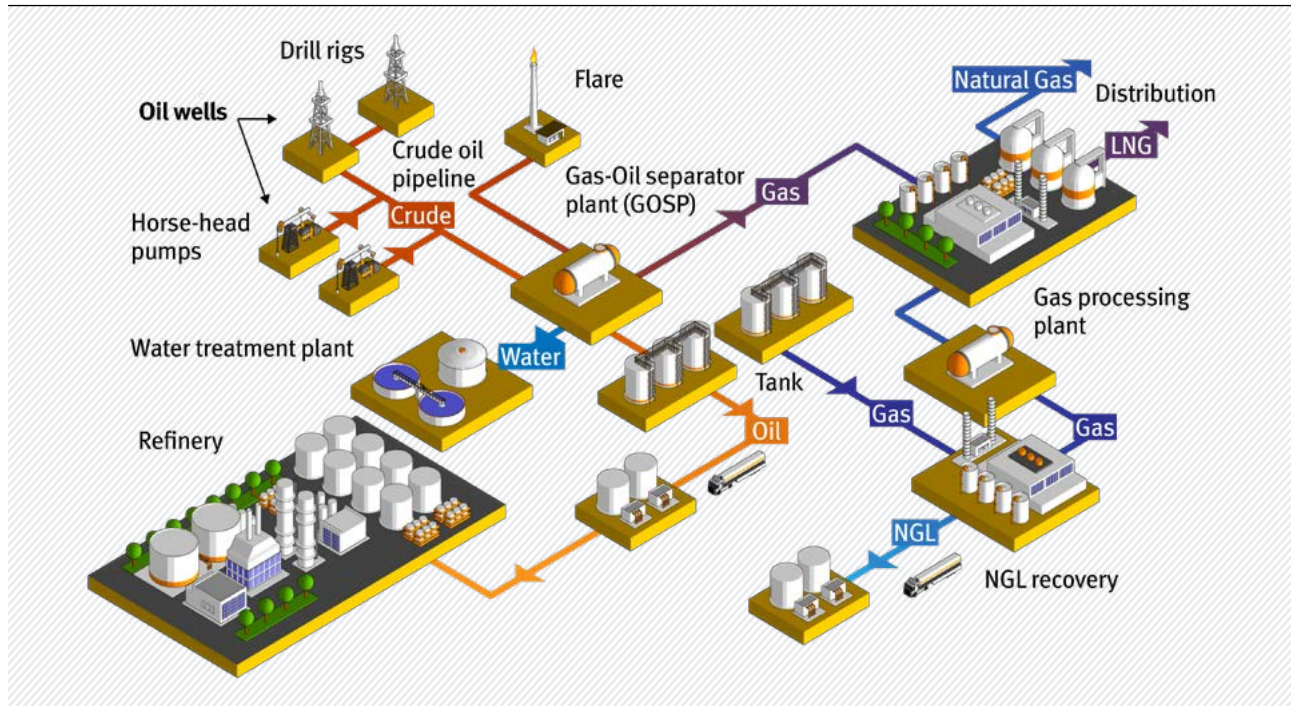 Drill rigs
Flare
Natural Gas
Distribution
Oil wells
LNG
Crude oil
pipeline
Gas-Oil separator
plant (GOSP)
Gas
Horse-head
pumps
Crude
Gas processing
plant
Water treatment plant
Water
Tank
Gas
Gas
Oil
Refinery
NGL
NGL recovery